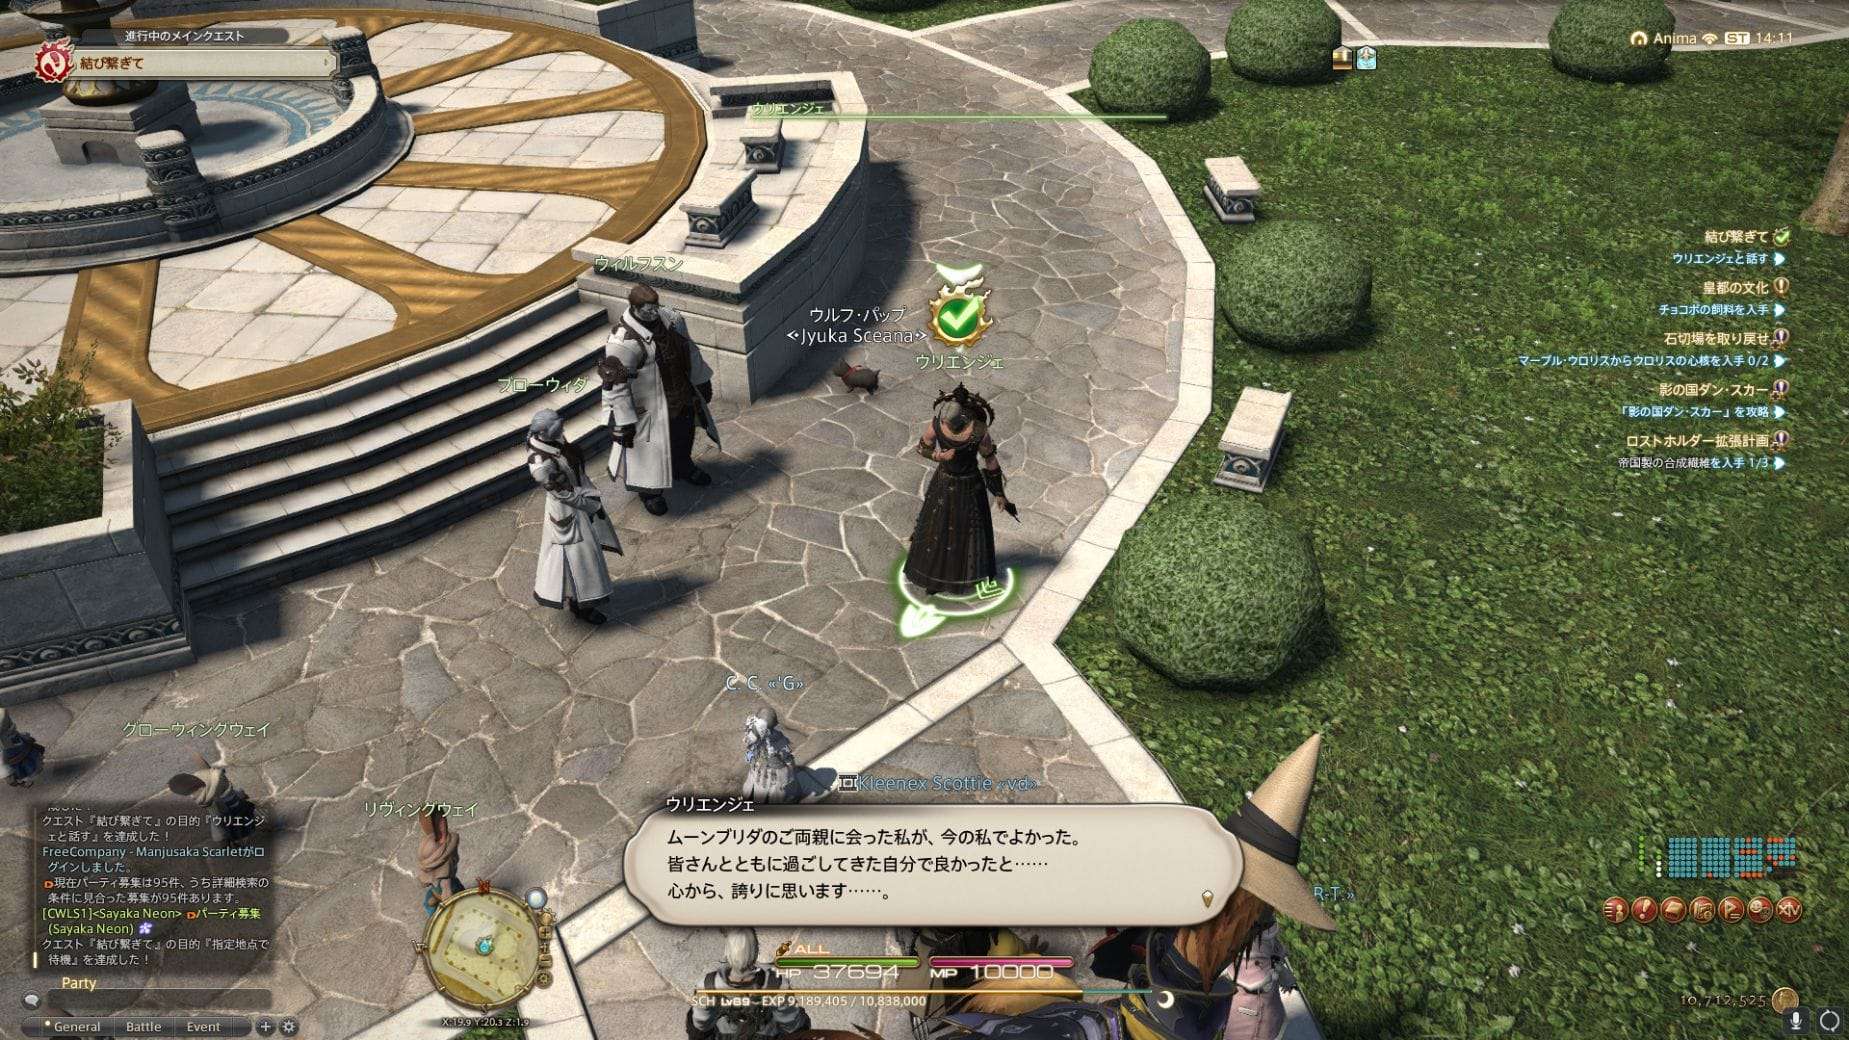 進行中のメインクエスト
結び繋ぎて
Anima ST 14:11
ウリエンジェ
結び繋ぎて
ウリエンジェと話す
皇都の文化
チョコボの飼料を入手
石切場を取り戻せ
マーブル・ウロリスからウロリスの心核を入手 0/2
影の国ダン・スカー
「影の国ダン・スカー」を攻略
ロストホルダー拡張計画
帝国製の合成繊維を入手 1/3
ウィルフスン
ウルフ・パップ
Jyuka Sceana
ウリエンジェ
ブローウィダ
C. C. «'G»
グローウィングウェイ
リヴィングウェイ
Kleenex Scottie «vd»
ウリエンジェ
ムーンブリダのご両親に会った私が、今の私でよかった。
皆さんとともに過ごしてきた自分で良かったと……
心から、誇りに思います……。
R-T.»
クエスト『結び繋ぎて』の目的『ウリエンジ
ェと話す』を達成した！
FreeCompany - Manjusaka Scarletがロ
グインしました。
現在パーティ募集は95件、うち詳細検索の
条件に見合った募集が95件あります。
[CWLS1]<Sayaka Neon> パーティ募集
(Sayaka Neon)
クエスト『結び繋ぎて』の目的『指定地点で
待機』を達成した！
Party
General Battle Event
X:19.9 Y:20.3 Z:1.9
ALL
HP 37694 MP 10000
SCH Lv89 EXP 9,189,405 / 10,838,000
10,712,525